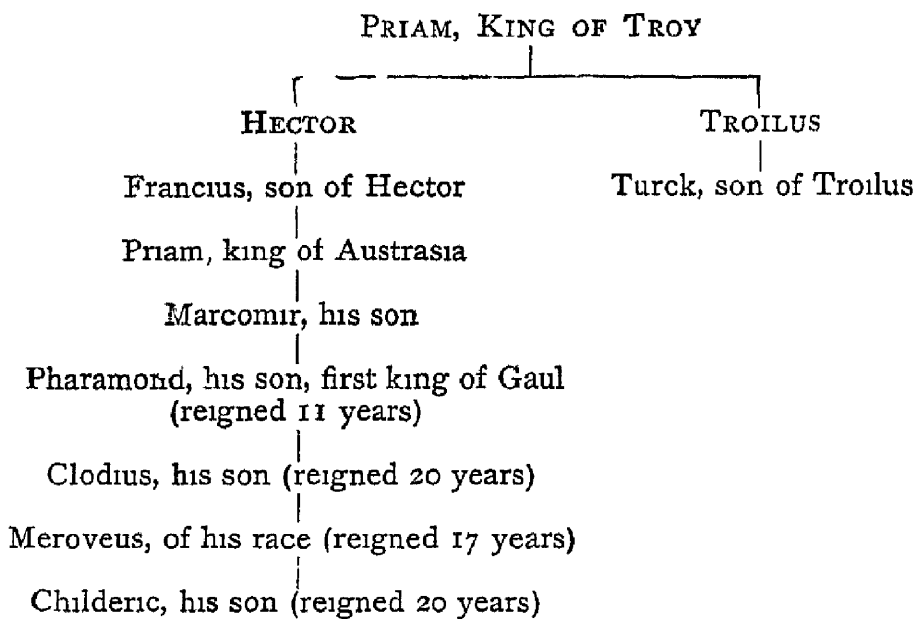 PRIAM, KING OF TROY
HECTOR TROILUS
Francius, son of Hector Turck, son of Troilus
Priam, king of Austrasia
Marcomir, his son
Pharamond, his son, first king of Gaul
(reigned 11 years)
Clodius, his son (reigned 20 years)
Meroveus, of his race (reigned 17 years)
Childeric, his son (reigned 20 years)